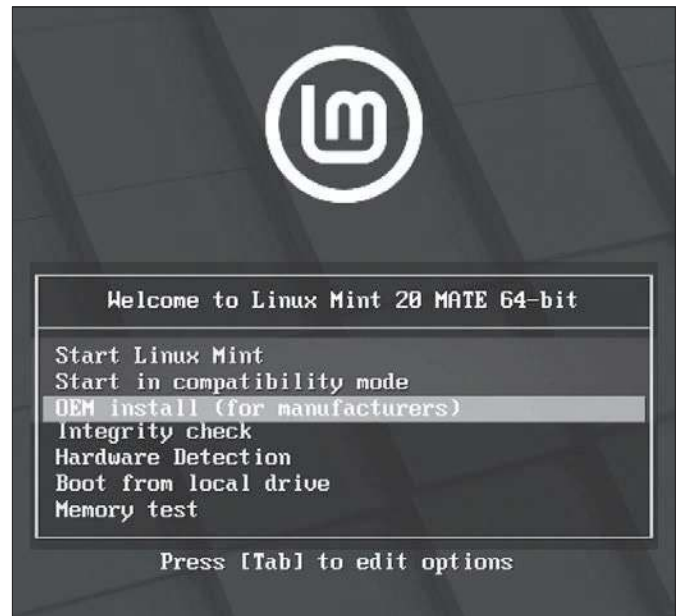 lm
Welcome to Linux Mint 20 MATE 64-bit
Start Linux Mint
Start in compatibility mode
OEM install (for manufacturers)
Integrity check
Hardware Detection
Boot from local drive
Memory test
Press [Tab] to edit options